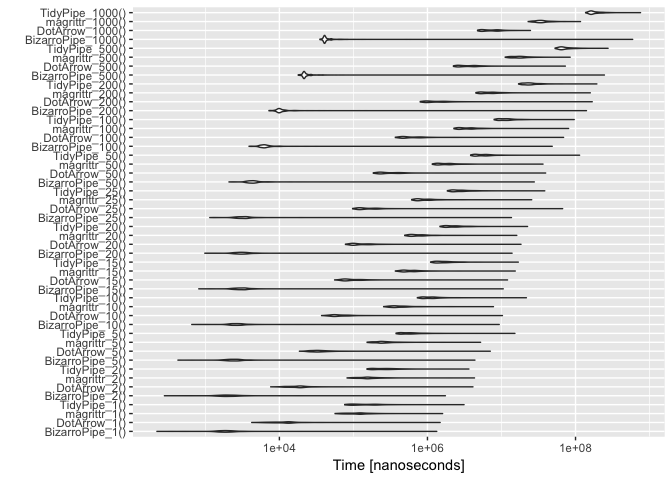 TidyPipe_1000()
magrittr_1000()
DotArrow_1000()
BizarroPipe_1000()
TidyPipe_500()
magrittr_500()
DotArrow_500()
BizarroPipe_500()
TidyPipe_200()
magrittr_200()
DotArrow_200()
BizarroPipe_200()
TidyPipe_100()
magrittr_100()
DotArrow_100()
BizarroPipe_100()
TidyPipe_50()
magrittr_50()
DotArrow_50()
BizarroPipe_50()
TidyPipe_25()
magrittr_25()
DotArrow_25()
BizarroPipe_25()
TidyPipe_20()
magrittr_20()
DotArrow_20()
BizarroPipe_20()
TidyPipe_15()
magrittr_15()
DotArrow_15()
BizarroPipe_15()
TidyPipe_10()
magrittr_10()
DotArrow_10()
BizarroPipe_10()
TidyPipe_5()
magrittr_5()
DotArrow_5()
BizarroPipe_5()
TidyPipe_2()
magrittr_2()
DotArrow_2()
BizarroPipe_2()
TidyPipe_1()
magrittr_1()
DotArrow_1()
BizarroPipe_1()
1e+04 1e+06 1e+08
Time [nanoseconds]